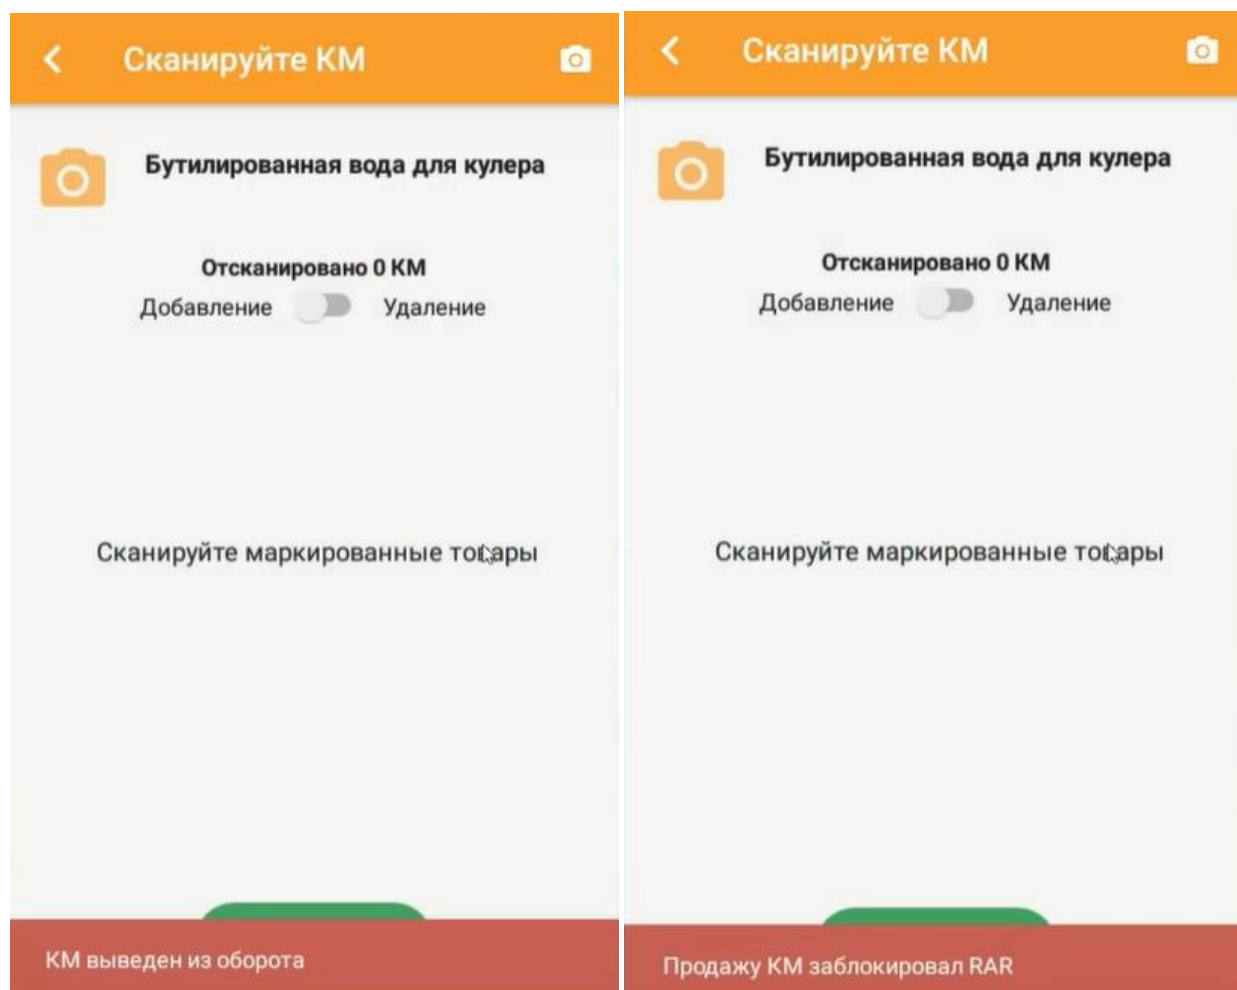 Сканируйте КМ
Бутилированная вода для кулера
Отсканировано 0 КМ
Добавление Удаление
Сканируйте маркированные товары
КМ выведен из оборота
Сканируйте КМ
Бутилированная вода для кулера
Отсканировано 0 КМ
Добавление Удаление
Сканируйте маркированные товары
Продажу КМ заблокировал RAR